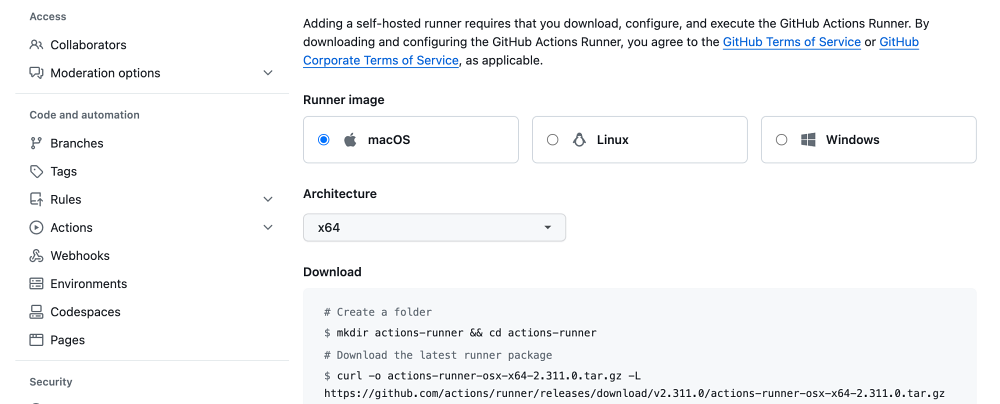 Access
Collaborators
Moderation options
Code and automation
Branches
Tags
Rules
Actions
Webhooks
Environments
Codespaces
Pages
Security
Adding a self-hosted runner requires that you download, configure, and execute the GitHub Actions Runner. By
downloading and configuring the GitHub Actions Runner, you agree to the GitHub Terms of Service or GitHub
Corporate Terms of Service, as applicable.
Runner image
macOS
Linux
Windows
Architecture
x64
Download
# Create a folder
$ mkdir actions-runner && cd actions-runner
# Download the latest runner package
$ curl -o actions-runner-osx-x64-2.311.0.tar.gz -L
https://github.com/actions/runner/releases/download/v2.311.0/actions-runner-osx-x64-2.311.0.tar.gz